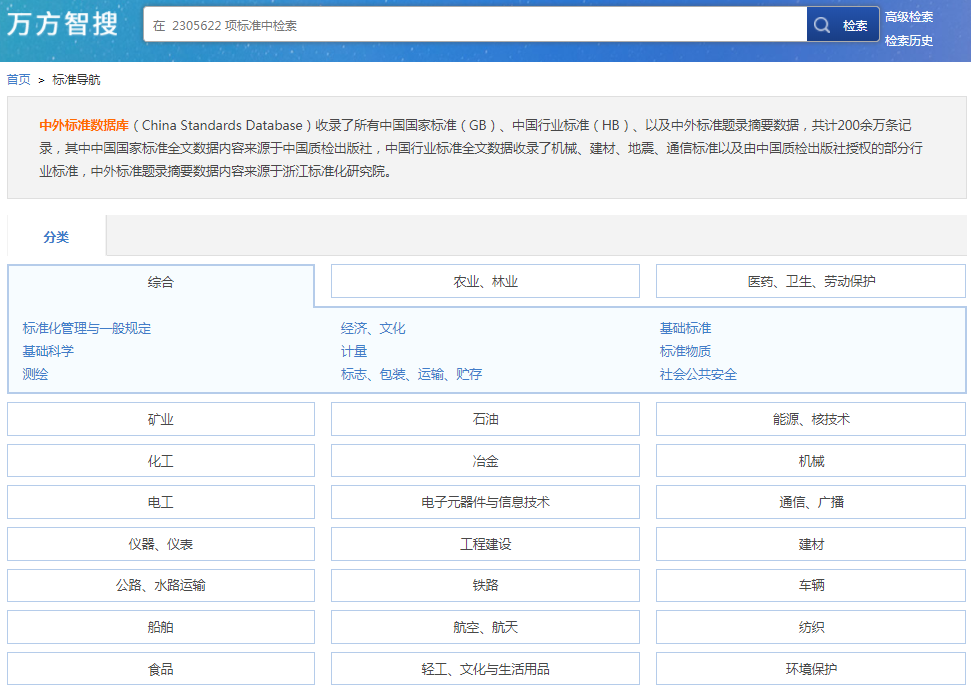 万方智搜
在 2305622 项标准中检索
检索
高级检索
检索历史
首页 > 标准导航
中外标准数据库（China Standards Database）收录了所有中国国家标准（GB）、中国行业标准（HB）、以及中外标准题录摘要数据，共计200余万条记
录，其中中国国家标准全文数据内容来源于中国质检出版社，中国行业标准全文数据收录了机械、建材、地震、通信标准以及由中国质检出版社授权的部分行
业标准，中外标准题录摘要数据内容来源于浙江标准化研究院。
分类
综合 农业、林业 医药、卫生、劳动保护
标准化管理与一般规定 经济、文化 基础标准
基础科学 计量 标准物质
测绘 标志、包装、运输、贮存 社会公共安全
矿业 石油 能源、核技术
化工 冶金 机械
电工 电子元器件与信息技术 通信、广播
仪器、仪表 工程建设 建材
公路、水路运输 铁路 车辆
船舶 航空、航天 纺织
食品 轻工、文化与生活用品 环境保护